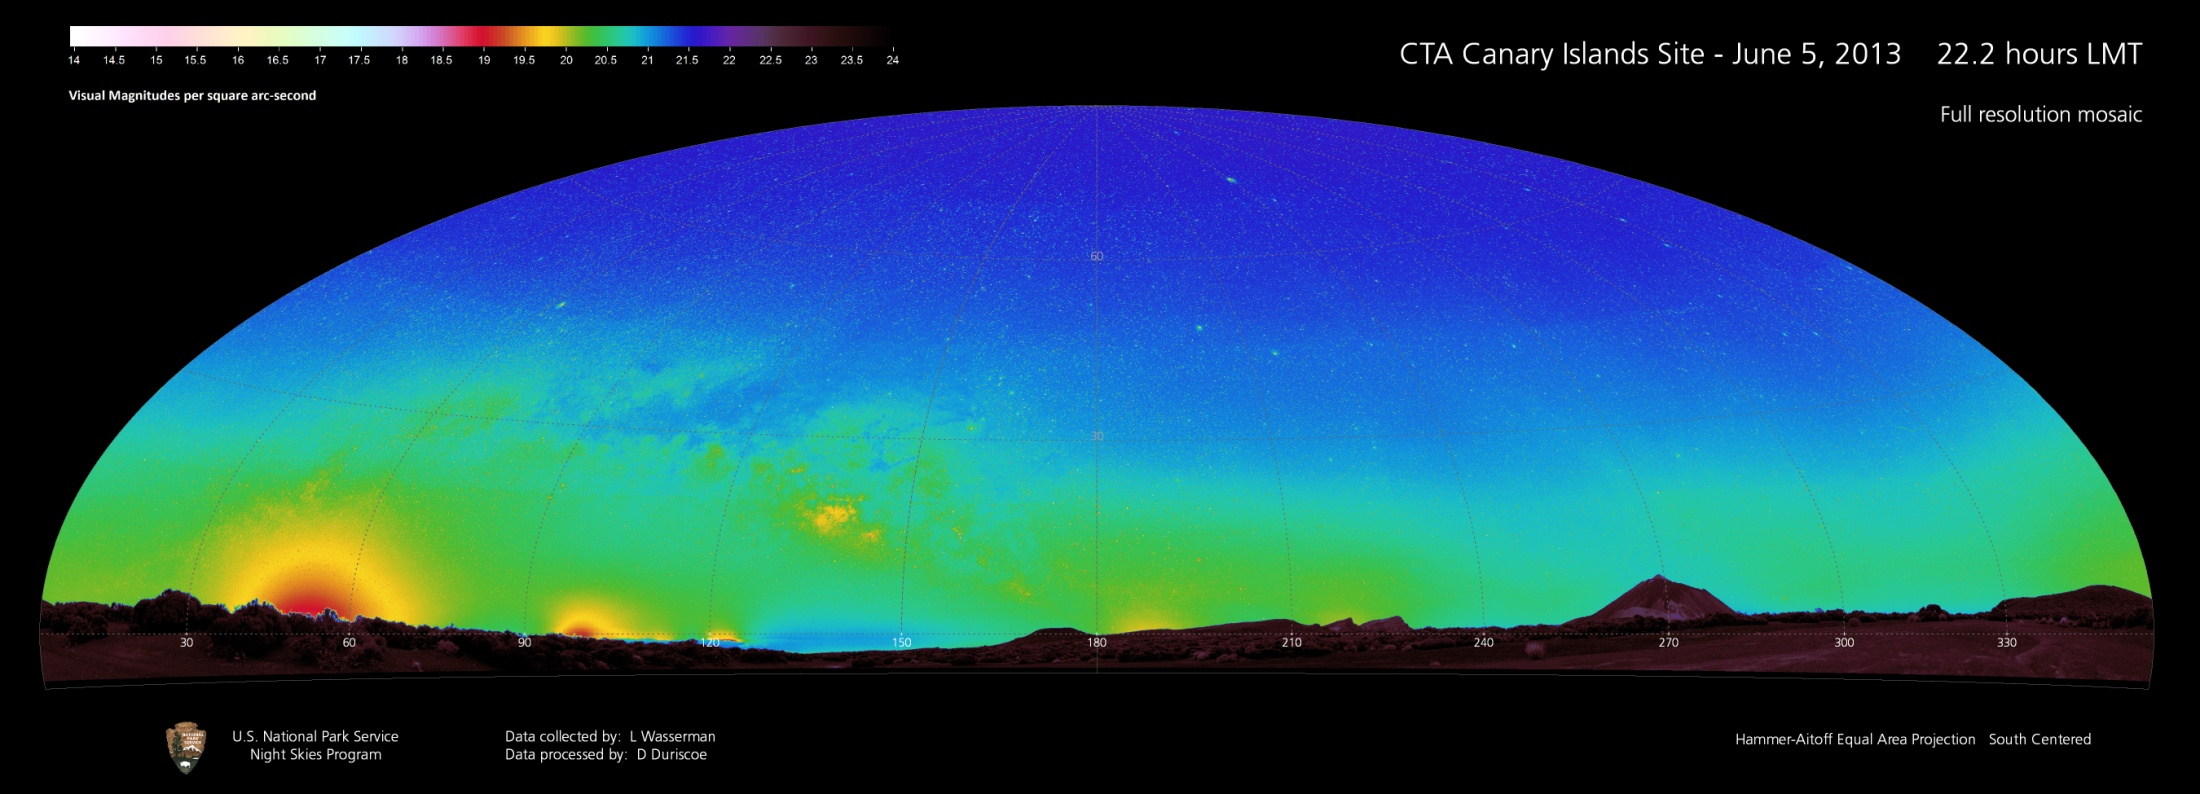 14 14.5 15 15.5 16 16.5 17 17.5 18 18.5 19 19.5 20 20.5 21 21.5 22 22.5 23 23.5 24
Visual Magnitudes per square arc-second
CTA Canary Islands Site - June 5, 2013 22.2 hours LMT
Full resolution mosaic
60
30
30 60 90 120 150 180 210 240 270 300 330
NATIONAL
PARK
SERVICE
U.S. National Park Service
Night Skies Program
Data collected by: L Wasserman
Data processed by: D Duriscoe
Hammer-Aitoff Equal Area Projection South Centered